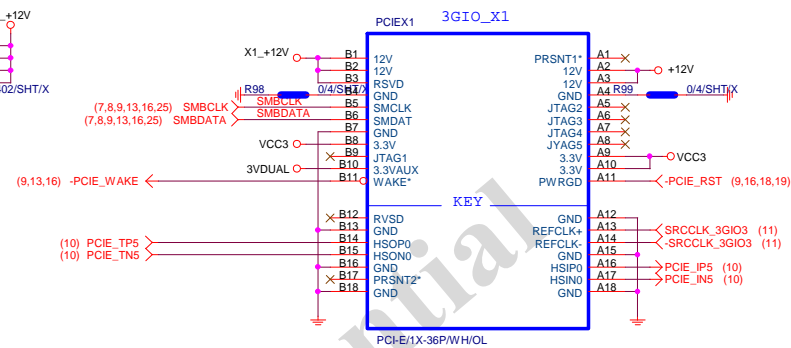 _+12V
3GIO_X1
PCIEX1
X1_+12V B1 12V PRSNT1* A1
B2 12V 12V A2 +12V
B3 RSVD 12V A3
02/SHT/X R98 0/4/SHT/X B4 GND GND A4 R99 0/4/SHT/X
(7,8,9,13,16,25) SMBCLK SMBCLK B5 SMCLK JTAG2 A5
(7,8,9,13,16,25) SMBDATA SMBDATA B6 SMDAT JTAG3 A6
B7 GND JTAG4 A7
VCC3 B8 3.3V JYAG5 A8
B9 JTAG1 3.3V A9 VCC3
3VDUAL B10 3.3VAUX 3.3V A10
(9,13,16) -PCIE_WAKE B11 WAKE* PWRGD A11 -PCIE_RST (9,16,18,19)
KEY
B12 RVSD GND A12
B13 GND REFCLK+ A13 SRCCLK_3GIO3 (11)
(10) PCIE_TP5 B14 HSOP0 REFCLK- A14 -SRCCLK_3GIO3 (11)
(10) PCIE_TN5 B15 HSON0 GND A15
B16 GND HSIP0 A16 PCIE_IP5 (10)
B17 PRSNT2* HSIN0 A17 PCIE_IN5 (10)
B18 GND GND A18
PCI-E/1X-36P/WH/OL
ntial